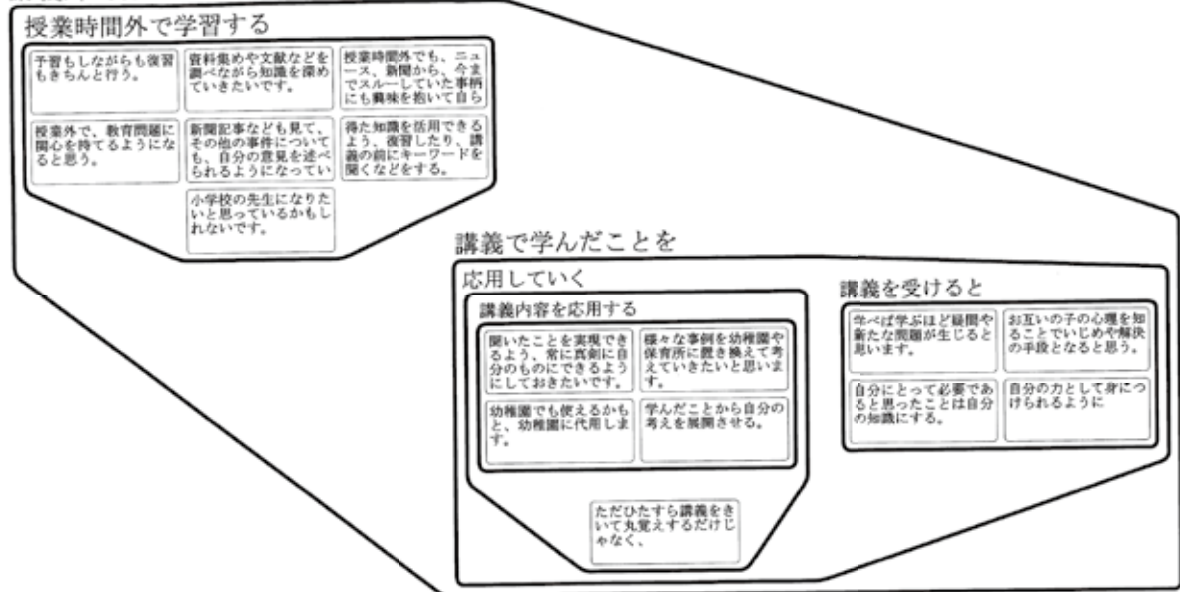 授業時間外で学習する
予習もしながらも復習
もきちんと行う。
資料集めや文献などを
調べながら知識を深め
ていきたいです。
授業時間外でも、ニュ
ース、新聞から、今ま
でスルーしていた事柄
にも興味を抱いて自ら
授業外で、教育問題に
関心を持てるようにな
ると思う。
新聞記事なども見て、
その他の事件について
も、自分の意見を述べ
られるようになってい
得た知識を活用できる
よう、復習したり、講
義の前にキーワードを
聞くなどをする。
小学校の先生になりた
いと思っているかもし
れないです。
講義で学んだことを
応用していく
講義内容を応用する
聞いたことを実現でき
るよう、常に真剣に自
分のものにできるよう
にしておきたいです。
様々な事例を幼稚園や
保育所に置き換えて考
えていきたいと思いま
す。
幼稚園でも使えるかも
と、幼稚園に代用しま
す。
学んだことから自分の
考えを展開させる。
ただひたすら講義をき
いて丸覚えするだけじ
ゃなく、
講義を受けると
学べば学ぶほど疑問や
新たな問題が生じると
思います。
お互いの子の心理を知
ることでいじめや解決
の手段となると思う。
自分にとって必要であ
ると思ったことは自分
の知識にする。
自分の力として身につ
けられるように